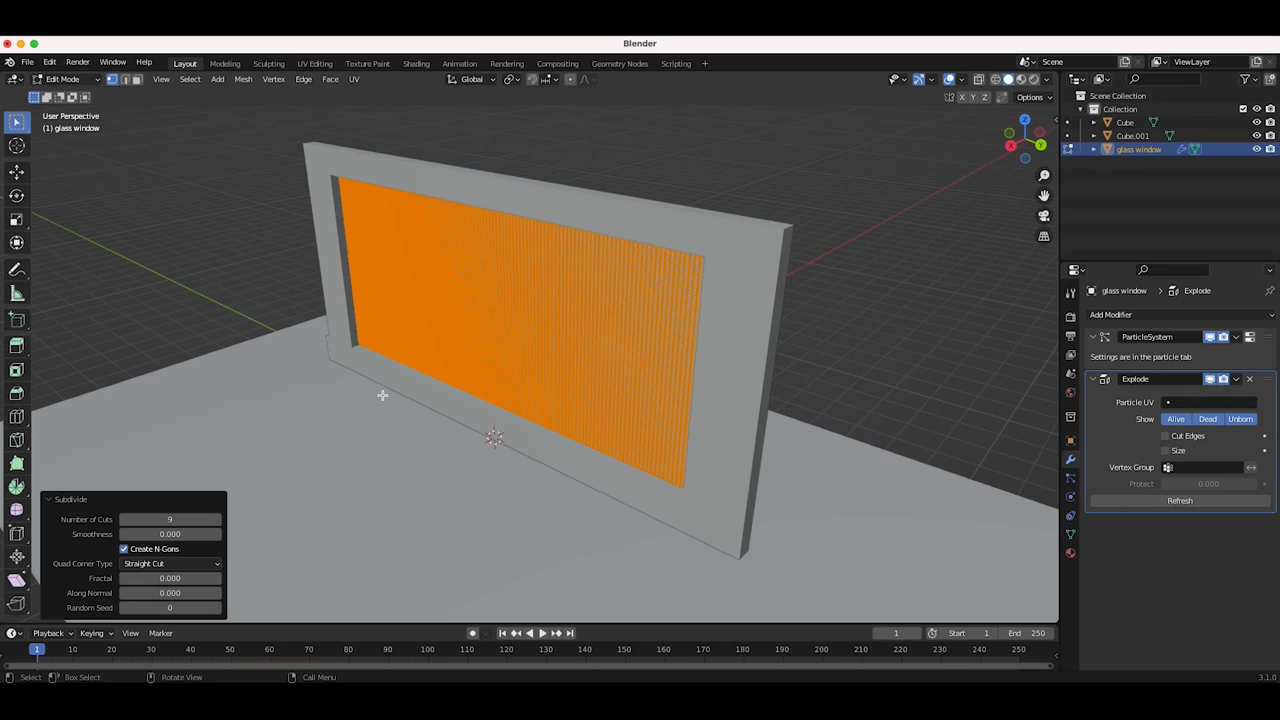 Blender
File Edit Render Window Help
Layout Modeling Sculpting UV Editing Texture Paint Shading Animation Rendering Compositing Geometry Nodes Scripting +
Scene
ViewLayer
Edit Mode View Select Add Mesh Vertex Edge Face UV
Global
X Y Z
Options
User Perspective
(1) glass window
Z
X
Y
Scene Collection
Collection
Cube
Cube.001
glass window
glass window > Explode
Add Modifier
ParticleSystem
Settings are in the particle tab
Explode
Particle UV
Show Alive Dead Unborn
Cut Edges
Size
Vertex Group
Protect 0.000
Refresh
Subdivide
Number of Cuts 9
Smoothness 0.000
Create N-Gons
Quad Corner Type Straight Cut
Fractal 0.000
Along Normal 0.000
Random Seed 0
Playback Keying View Marker
1
Start 1
End 250
1 10 20 30 40 50 60 70 80 90 100 110 120 130 140 150 160 170 180 190 200 210 220 230 240 250
Select Box Select Rotate View Call Menu
3.1.0